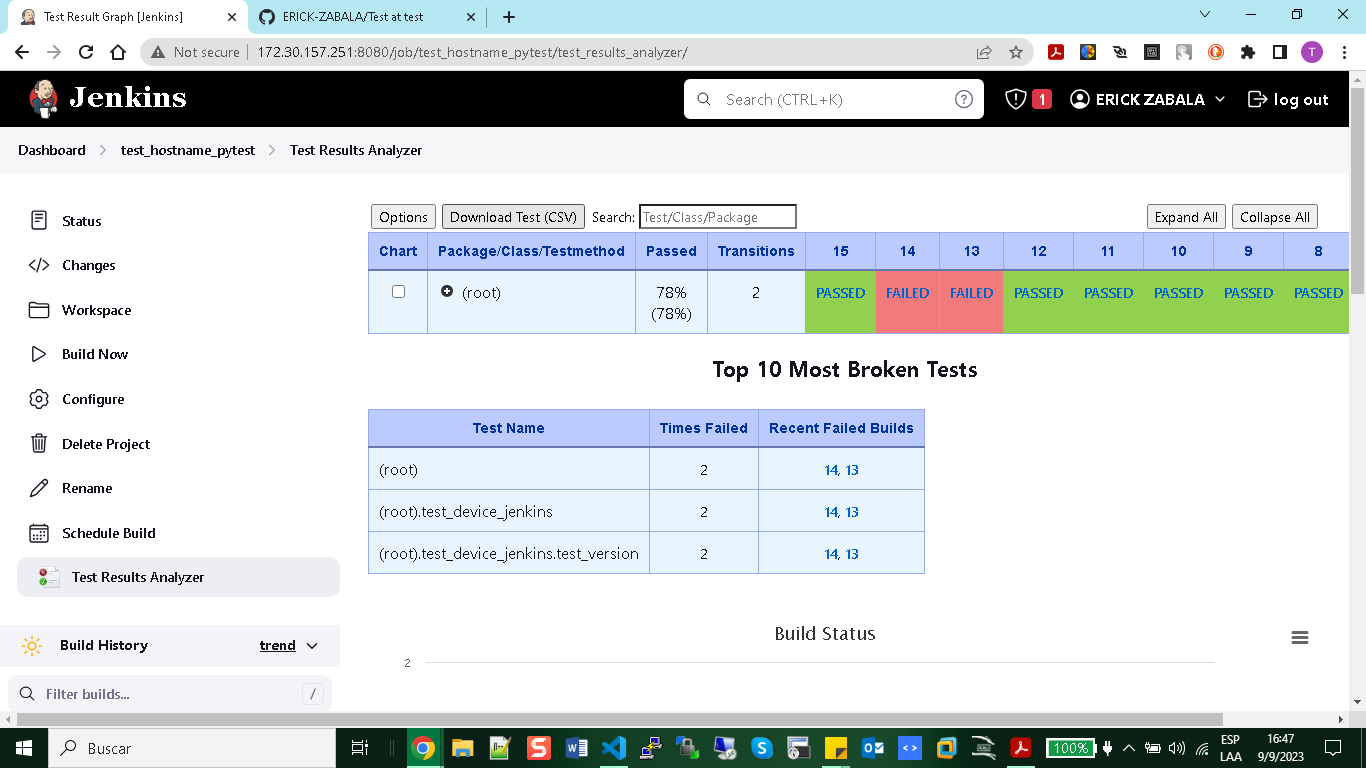 Test Result Graph [Jenkins]
ERICK-ZABALA/Test at test
Not secure 172.30.157.251:8080/job/test_hostname_pytest/test_results_analyzer/
T
Jenkins
Search (CTRL+K)
?
1
ERICK ZABALA
log out
Dashboard
test_hostname_pytest
Test Results Analyzer
Status
Changes
Workspace
Build Now
Configure
Delete Project
Rename
Schedule Build
Test Results Analyzer
Build History trend
Filter builds... /
Options Download Test (CSV) Search: Test/Class/Package Expand All Collapse All
Chart Package/Class/Testmethod Passed Transitions 15 14 13 12 11 10 9 8
(root) 78% 2 PASSED FAILED FAILED PASSED PASSED PASSED PASSED PASSED
(78%)
Top 10 Most Broken Tests
Test Name Times Failed Recent Failed Builds
(root) 2 14, 13
(root).test_device_jenkins 2 14, 13
(root).test_device_jenkins.test_version 2 14, 13
Build Status
2
Buscar
100%
ESP
LAA
16:47
9/9/2023